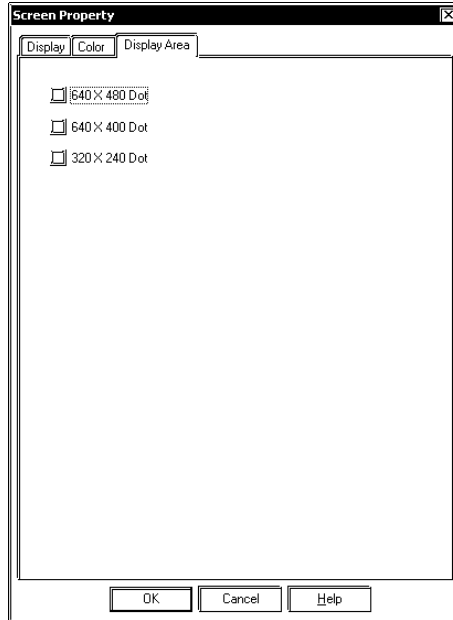 Screen Property
Display Color Display Area
640 X 480 Dot
640 X 400 Dot
320 X 240 Dot
OK Cancel Help